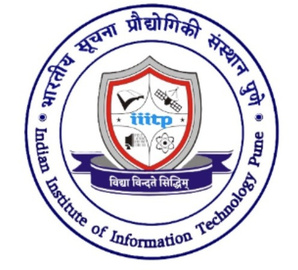 • भारतीय सूचना प्रौद्योगिकी संस्थान पुणे •
iiitp
विद्या विन्दते सिद्धिम्
Indian Institute of Information Technology Pune